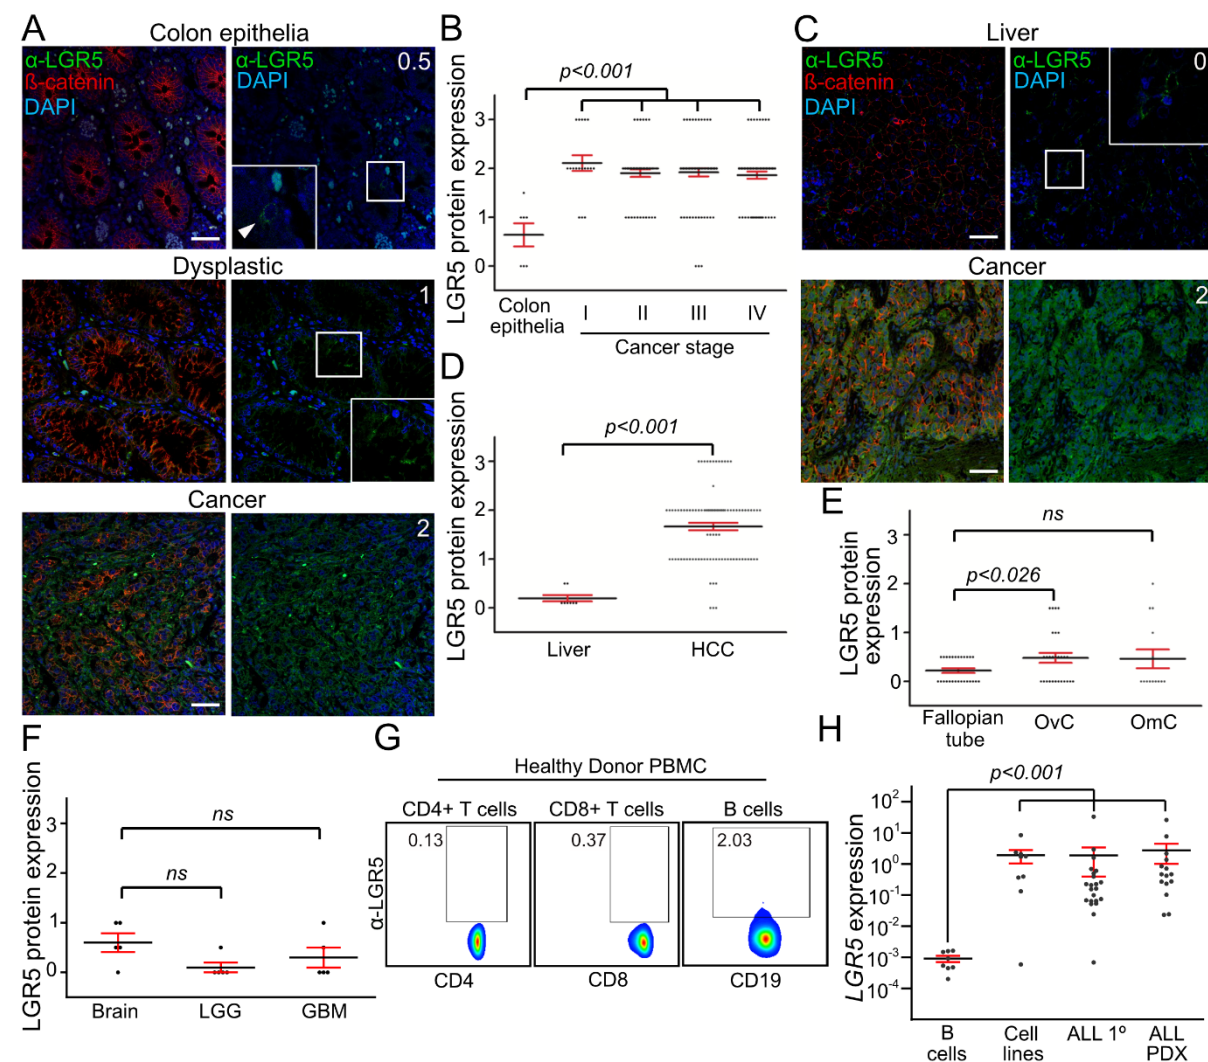 A
Colon epithelia
α-LGR5
ß-catenin
DAPI
α-LGR5
DAPI
0.5
Dysplastic
1
Cancer
2
B
LGR5 protein expression
p<0.001
3
2
1
0
Colon
epithelia
I
II
III
IV
Cancer stage
C
Liver
α-LGR5
ß-catenin
DAPI
α-LGR5
DAPI
0
Cancer
2
D
LGR5 protein expression
p<0.001
3
2
1
0
Liver
HCC
E
LGR5 protein
expression
ns
p<0.026
3
2
1
0
Fallopian
tube
OvC
OmC
F
LGR5 protein expression
ns
ns
3
2
1
0
Brain
LGG
GBM
G
Healthy Donor PBMC
CD4+ T cells
CD8+ T cells
B cells
0.13
0.37
2.03
α-LGR5
CD4
CD8
CD19
H
LGR5 expression
p<0.001
10²
10¹
10⁰
10⁻¹
10⁻²
10⁻³
10⁻⁴
B
cells
Cell
lines
ALL 1º
ALL
PDX